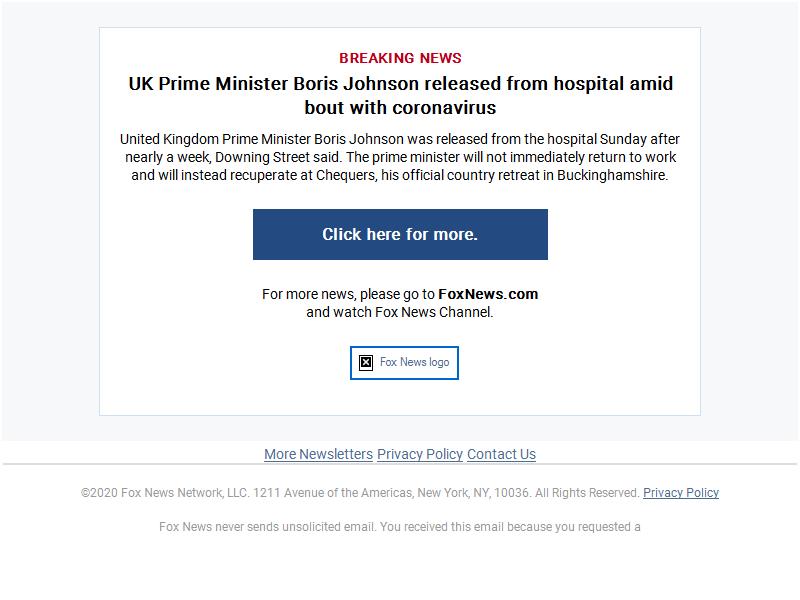 BREAKING NEWS
UK Prime Minister Boris Johnson released from hospital amid
bout with coronavirus
United Kingdom Prime Minister Boris Johnson was released from the hospital Sunday after
nearly a week, Downing Street said. The prime minister will not immediately return to work
and will instead recuperate at Chequers, his official country retreat in Buckinghamshire.
Click here for more.
For more news, please go to FoxNews.com
and watch Fox News Channel.
Fox News logo
More Newsletters Privacy Policy Contact Us
©2020 Fox News Network, LLC. 1211 Avenue of the Americas, New York, NY, 10036. All Rights Reserved. Privacy Policy
Fox News never sends unsolicited email. You received this email because you requested a